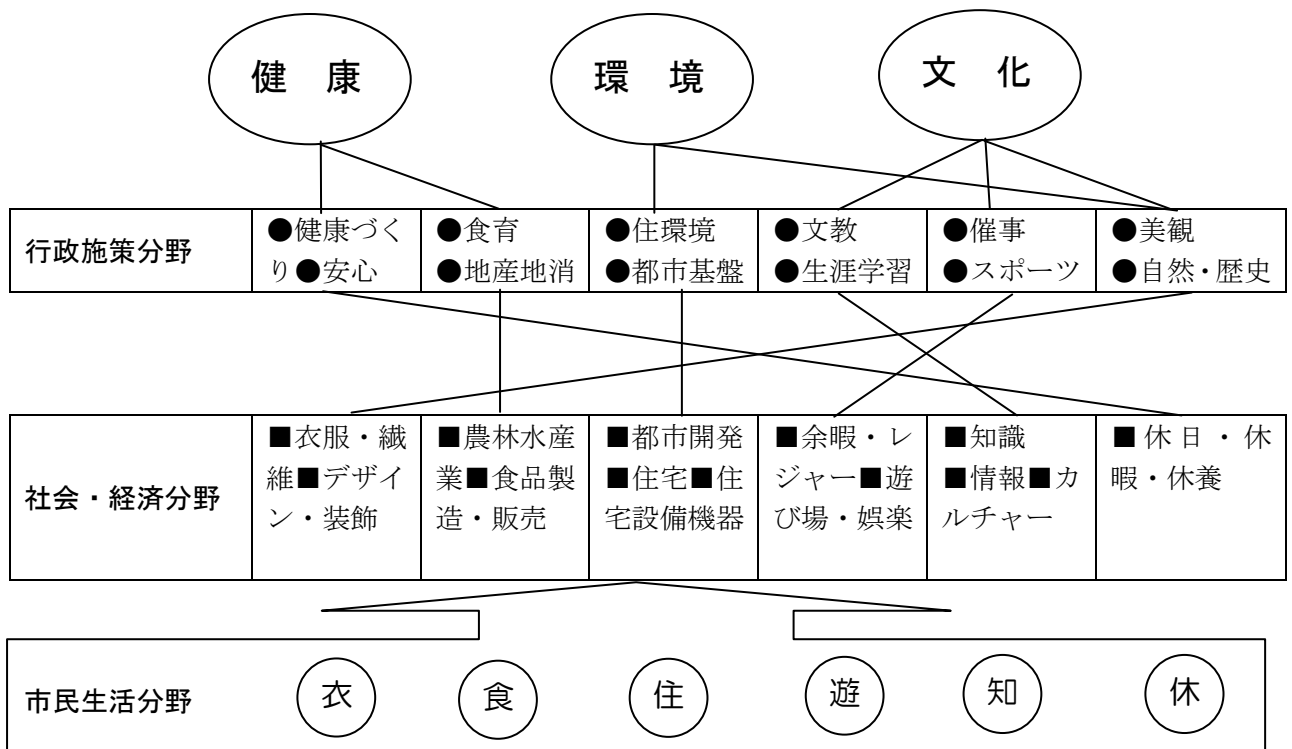 健　康
環　境
文　化
行政施策分野
●健康づく
り●安心
●食育
●地産地消
●住環境
●都市基盤
●文教
●生涯学習
●催事
●スポーツ
●美観
●自然・歴史
社会・経済分野
■衣服・繊
維■デザイ
ン・装飾
■農林水産
業■食品製
造・販売
■都市開発
■住宅■住
宅設備機器
■余暇・レ
ジャー■遊
び場・娯楽
■知識
■情報■カ
ルチャー
■休日・休
暇・休養
市民生活分野
衣
食
住
遊
知
休